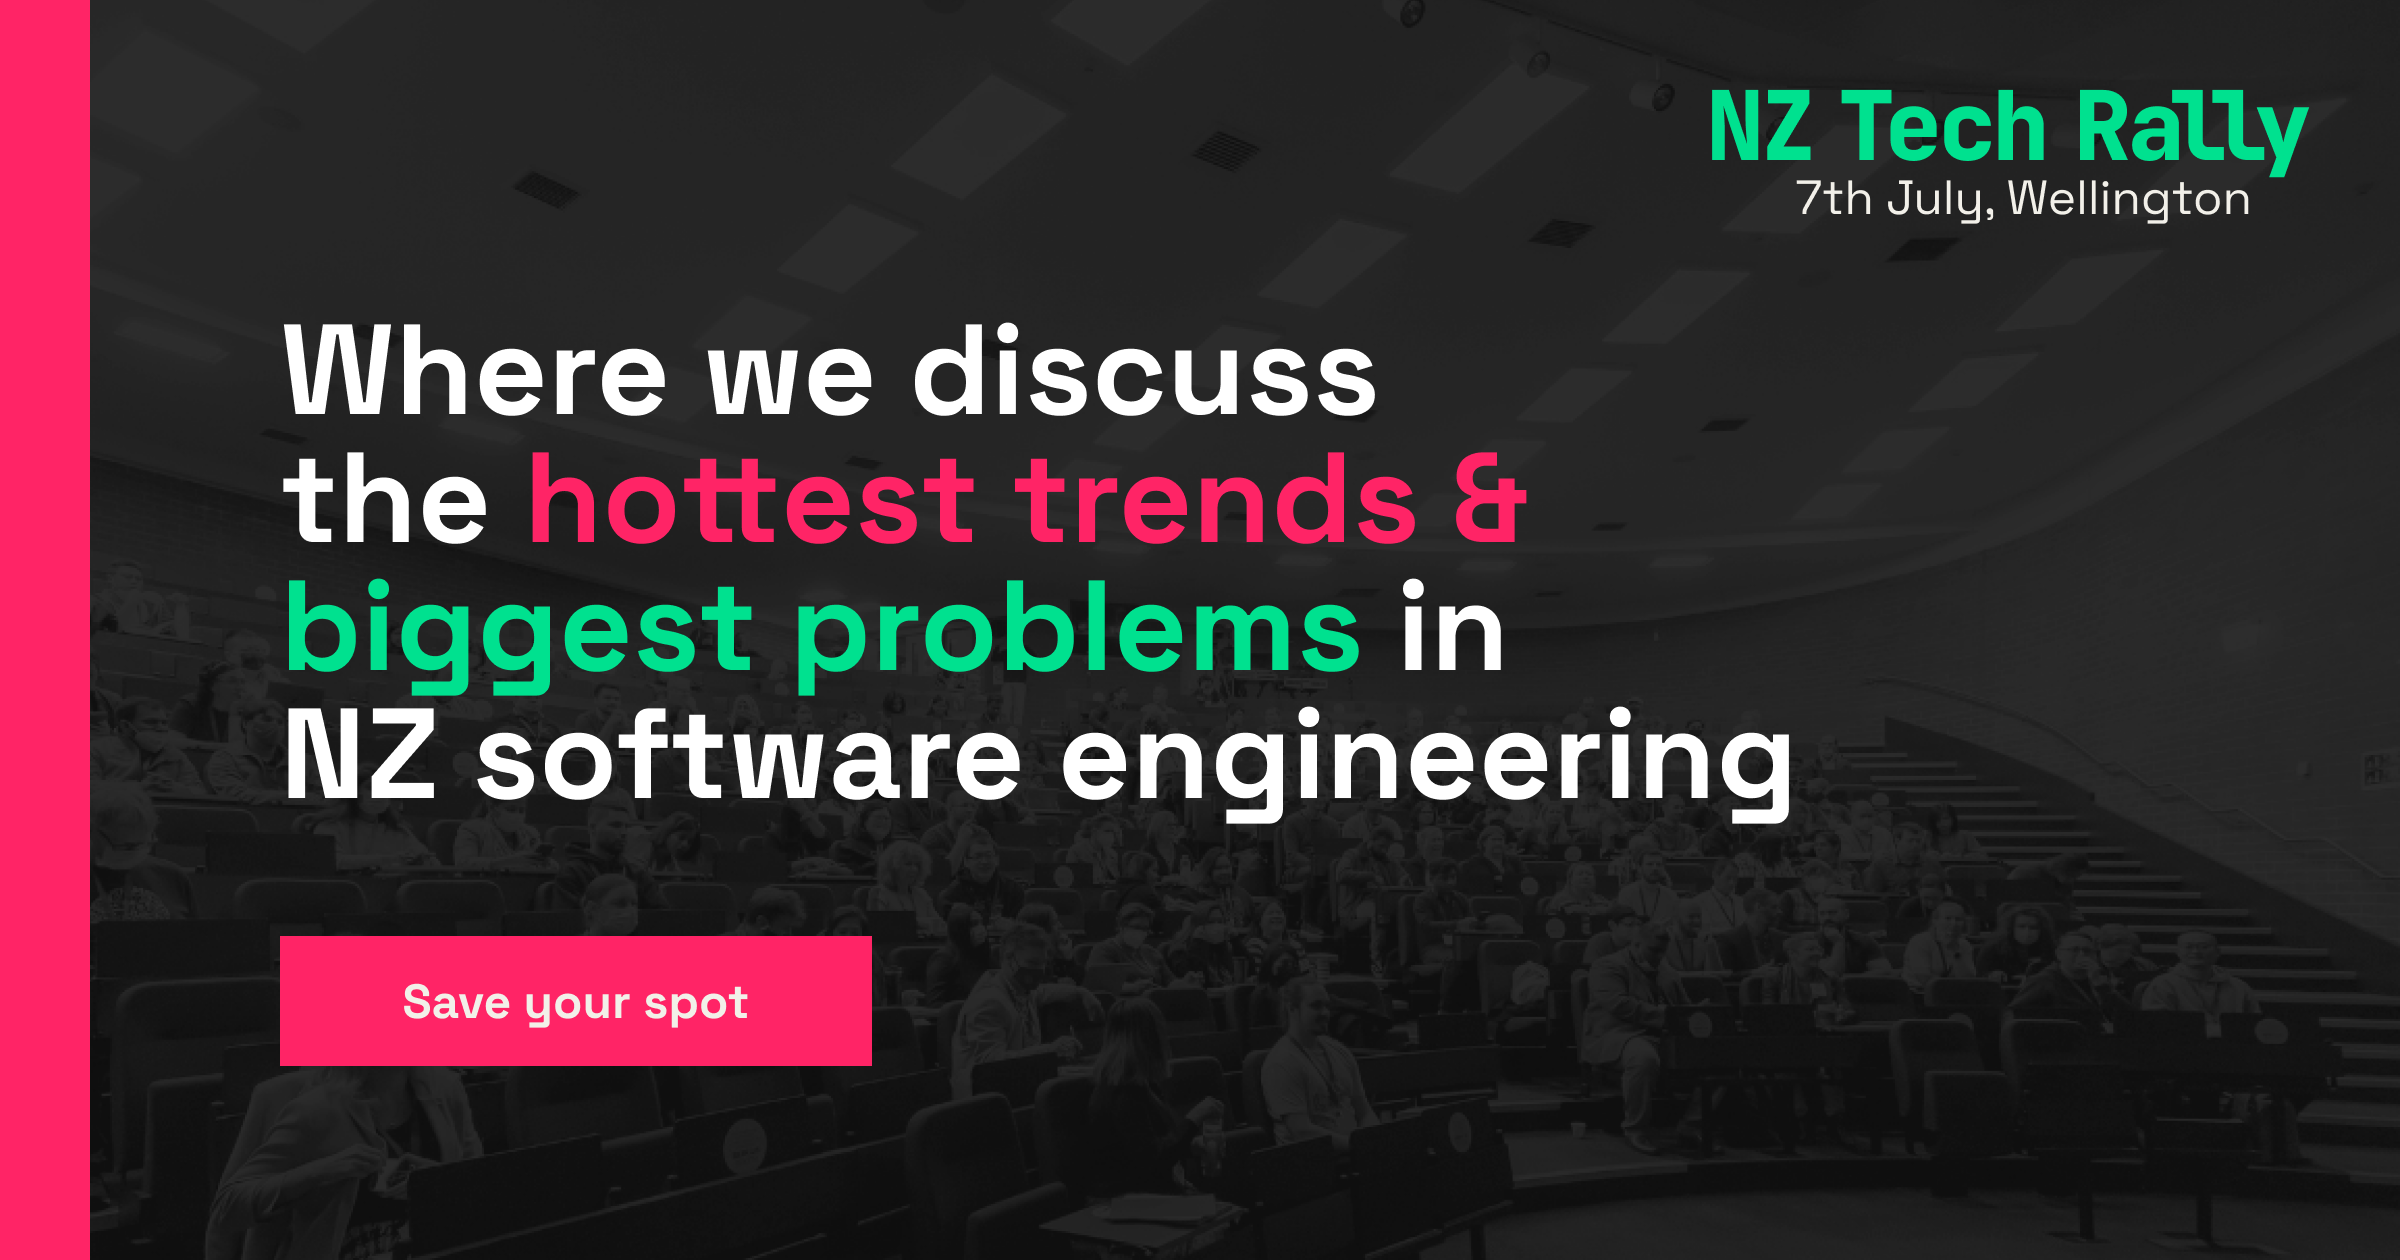 NZ Tech Rally
7th July, Wellington
Where we discuss
the hottest trends &
biggest problems in
NZ software engineering
Save your spot